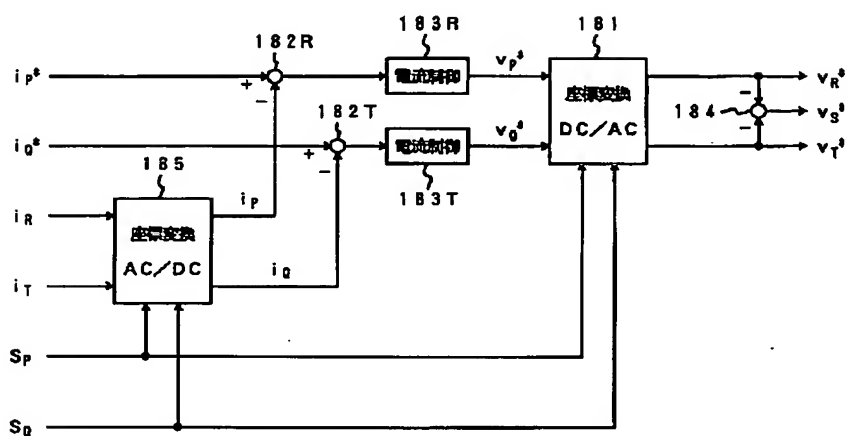 183R
181
182R
iP*
電流制御
vP*
座標変換
DC/AC
vR*
+
−
−
184
vS*
−
182T
iQ*
電流制御
vQ*
vT*
+
−
183T
185
iR
座標変換
AC/DC
iP
iT
iQ
SP
SQ